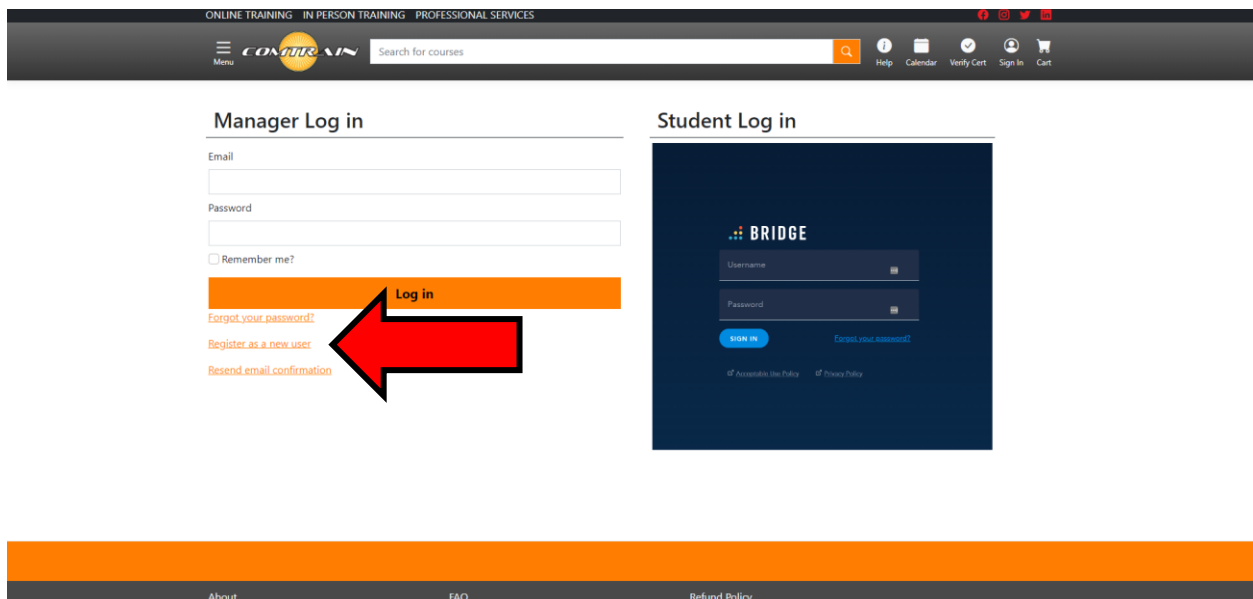 ONLINE TRAINING IN PERSON TRAINING PROFESSIONAL SERVICES
Menu
COMTRAIN
Search for courses
Help Calendar Verify Cert Sign In Cart
Manager Log in
Email
Password
Remember me?
Log in
Forgot your password?
Register as a new user
Resend email confirmation
Student Log in
BRIDGE
Username
Password
SIGN IN Forgot your password?
Acceptable Use Policy Privacy Policy
About FAQ Refund Policy